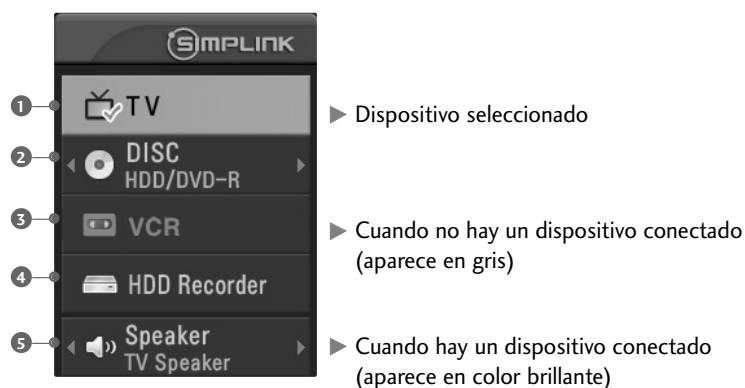 SIMPLINK
1 TV
Dispositivo seleccionado
2 DISC
HDD/DVD-R
3 VCR
Cuando no hay un dispositivo conectado
(aparece en gris)
4 HDD Recorder
5 Speaker
TV Speaker
Cuando hay un dispositivo conectado
(aparece en color brillante)